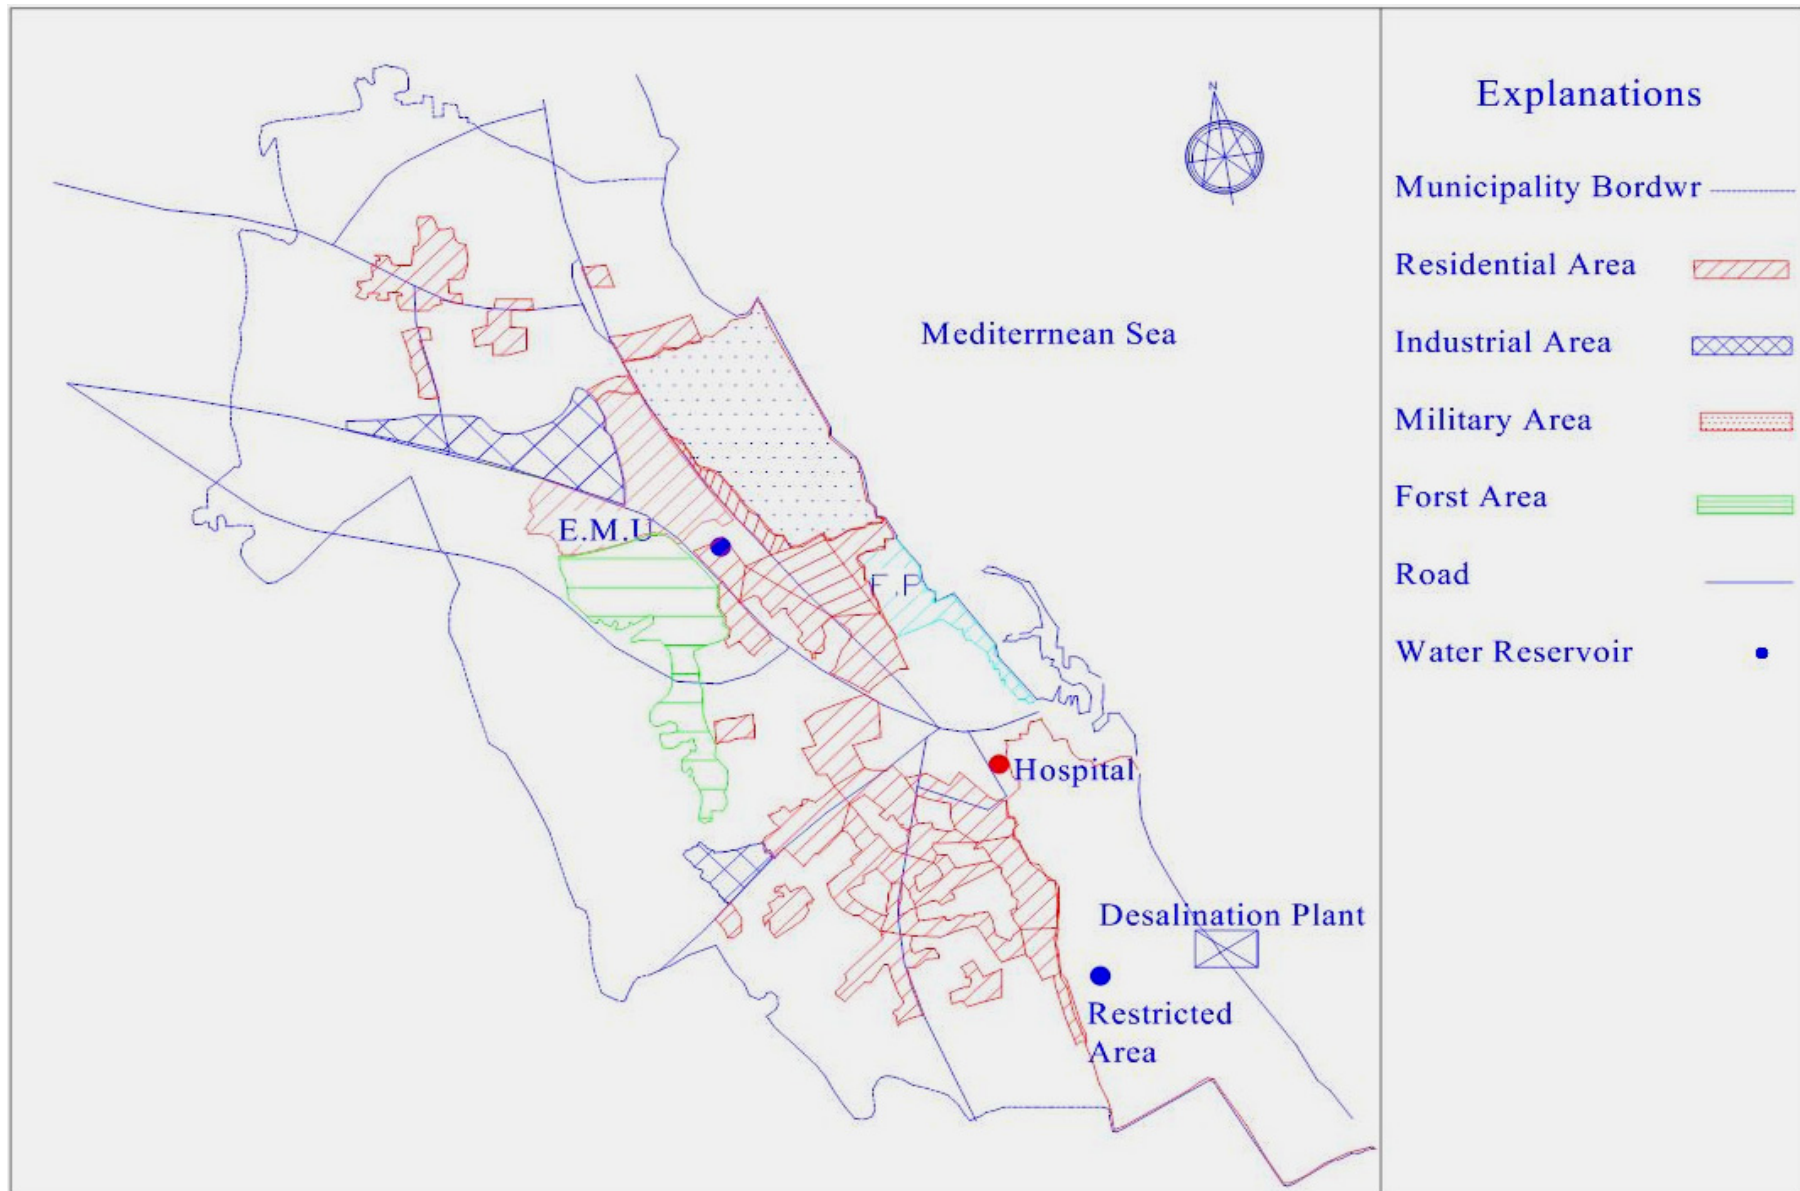 N
Mediterrnean Sea
E.M.U
F.P
Hospital
Desalination Plant
Restricted
Area
Explanations
Municipality Bordwr
Residential Area
Industrial Area
Military Area
Forst Area
Road
Water Reservoir